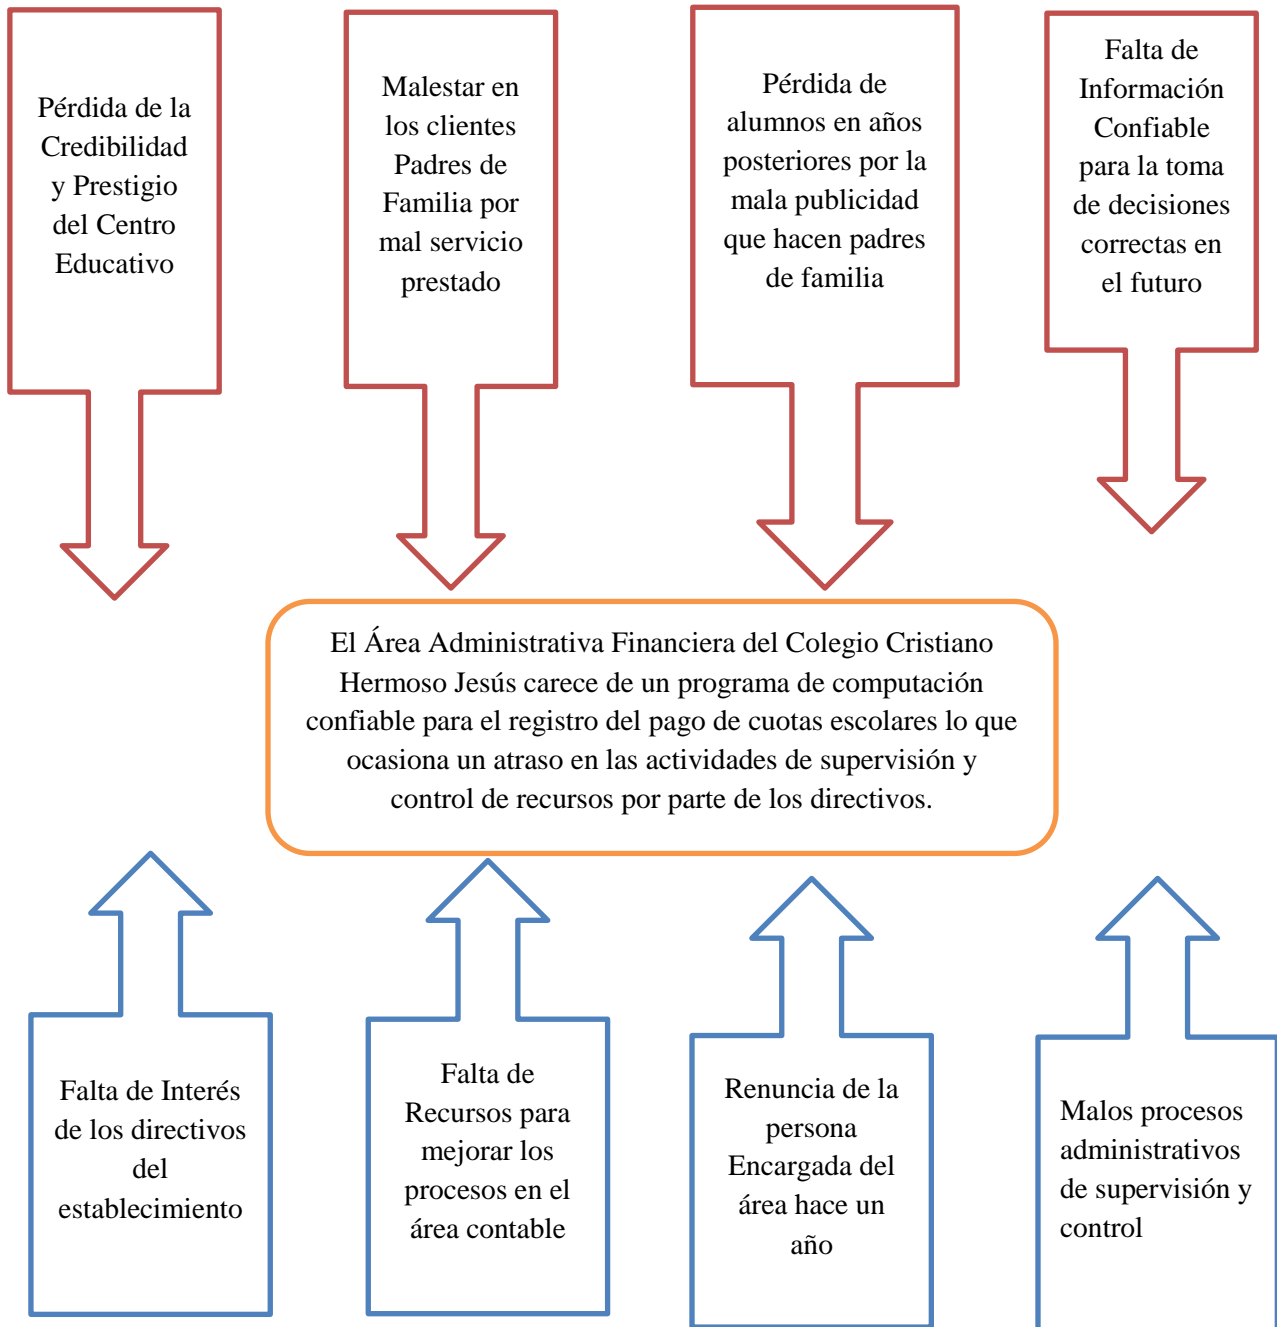 Pérdida de la
Credibilidad
y Prestigio
del Centro
Educativo
Malestar en
los clientes
Padres de
Familia por
mal servicio
prestado
Pérdida de
alumnos en años
posteriores por la
mala publicidad
que hacen padres
de familia
Falta de
Información
Confiable
para la toma
de decisiones
correctas en
el futuro
El Área Administrativa Financiera del Colegio Cristiano
Hermoso Jesús carece de un programa de computación
confiable para el registro del pago de cuotas escolares lo que
ocasiona un atraso en las actividades de supervisión y
control de recursos por parte de los directivos.
Falta de Interés
de los directivos
del
establecimiento
Falta de
Recursos para
mejorar los
procesos en el
área contable
Renuncia de la
persona
Encargada del
área hace un
año
Malos procesos
administrativos
de supervisión y
control